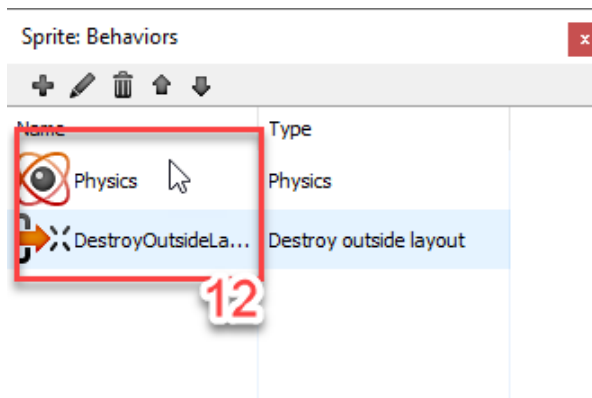 Sprite: Behaviors
x
Name Type
Physics Physics
DestroyOutsideLa... Destroy outside layout
12